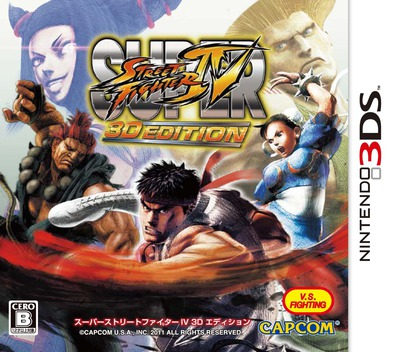 SUPER
STREET
FIGHTER IV
3D EDITION
NINTENDO 3DS
V.S.
FIGHTING
スーパーストリートファイターIV 3D エディション
©CAPCOM U.S.A., INC. 2011 ALL RIGHTS RESERVED.
CERO
B
CAPCOM